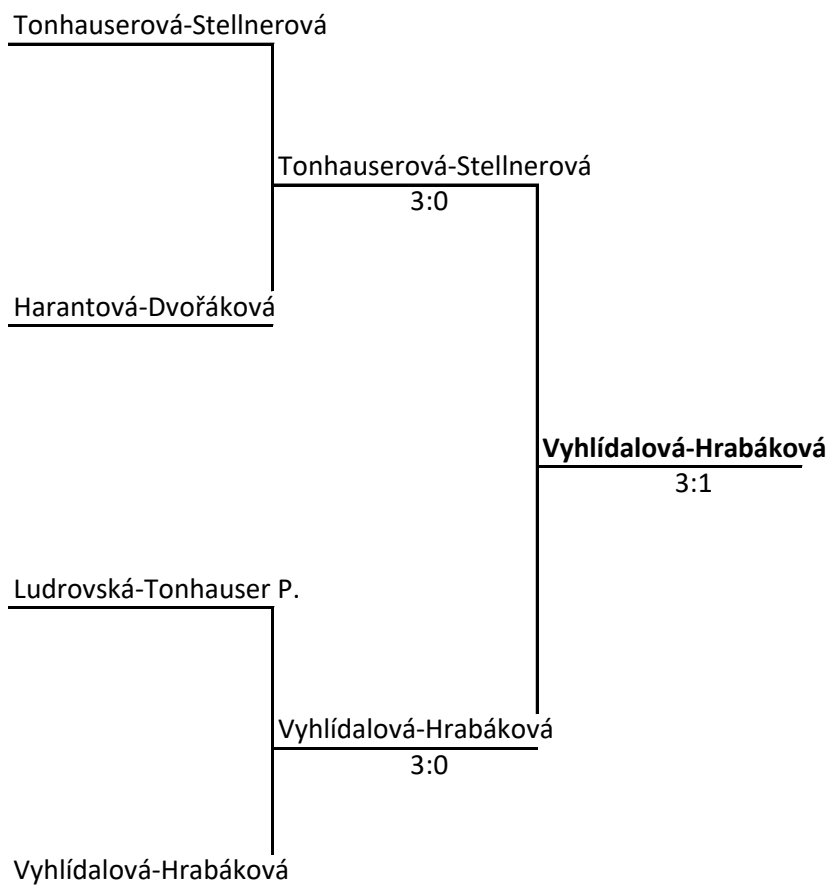 Tonhauserová-Stellnerová
Tonhauserová-Stellnerová
3:0
Harantová-Dvořáková
Vyhlídalová-Hrabáková
3:1
Ludrovská-Tonhauser P.
Vyhlídalová-Hrabáková
3:0
Vyhlídalová-Hrabáková